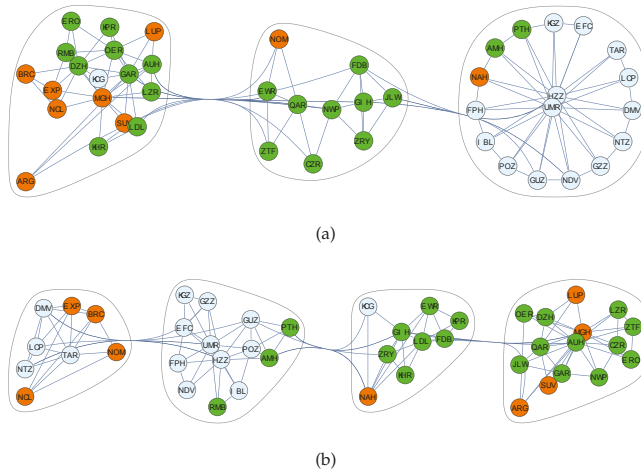 ERO
KPR
LUP
RMB
OER
BRC
DZH
KOG
GAR
AUH
EXP
MGH
LZR
NCL
SUV
LDL
KHR
ARG
NOM
FDB
EWR
QAR
NWP
GIH
JLW
ZTF
CZR
ZRY
KGZ
EFC
PTH
AMH
TAR
NAH
LOP
HZZ
UMR
FPH
DMV
IBL
NTZ
POZ
GZZ
GUZ
NDV
(a)
DMV
EXP
BRC
LOP
TAR
NOM
NTZ
NCL
KGZ
GZZ
EFC
GUZ
PTH
UMR
POZ
FPH
HZZ
AMH
NDV
IBL
RMB
KOG
EWR
KPR
GIH
LDL
FDB
ZRY
KHR
NAH
LUP
OER
DZH
LZR
MGH
ZTF
QAR
AUH
CZR
JLW
GAR
ERO
SUV
NWP
ARG
(b)